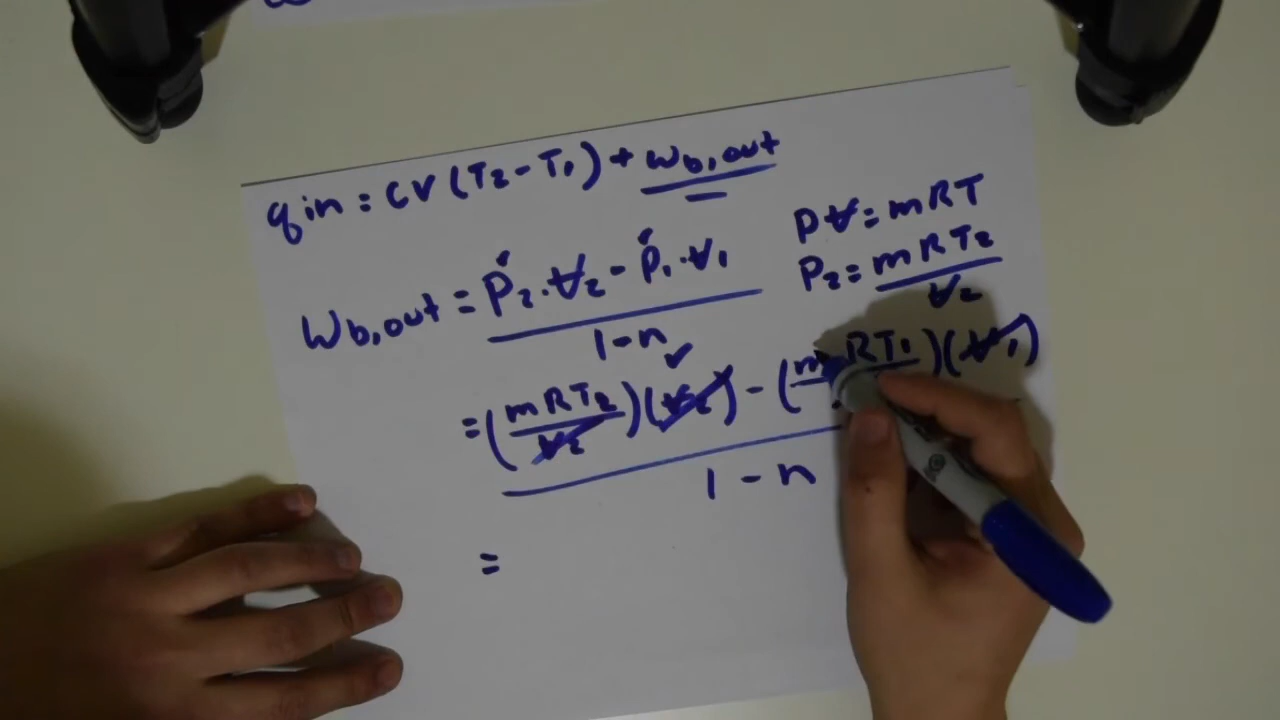 qin = CV (T2 - T1) + wb,out
PV = mRT
P2 = mRT2 / V2
Wb,out = P2 · V2 - P1 · V1 / 1 - n
= (mRT2 / V2)(V2) - (mRT1 / )(V1) / 1 - n
=